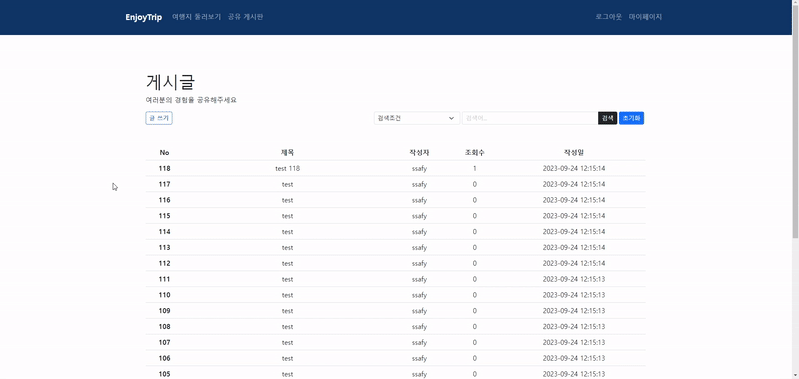 EnjoyTrip 여행지 둘러보기 공유 게시판 로그아웃 마이페이지
게시글
여러분의 경험을 공유해주세요
글 쓰기 검색조건 검색어... 검색 초기화
No 제목 작성자 조회수 작성일
118 test 118 ssafy 1 2023-09-24 12:15:14
117 test ssafy 0 2023-09-24 12:15:14
116 test ssafy 0 2023-09-24 12:15:14
115 test ssafy 0 2023-09-24 12:15:14
114 test ssafy 0 2023-09-24 12:15:14
113 test ssafy 0 2023-09-24 12:15:14
112 test ssafy 0 2023-09-24 12:15:14
111 test ssafy 0 2023-09-24 12:15:13
110 test ssafy 0 2023-09-24 12:15:13
109 test ssafy 0 2023-09-24 12:15:13
108 test ssafy 0 2023-09-24 12:15:13
107 test ssafy 0 2023-09-24 12:15:13
106 test ssafy 0 2023-09-24 12:15:13
105 test ssafy 0 2023-09-24 12:15:13